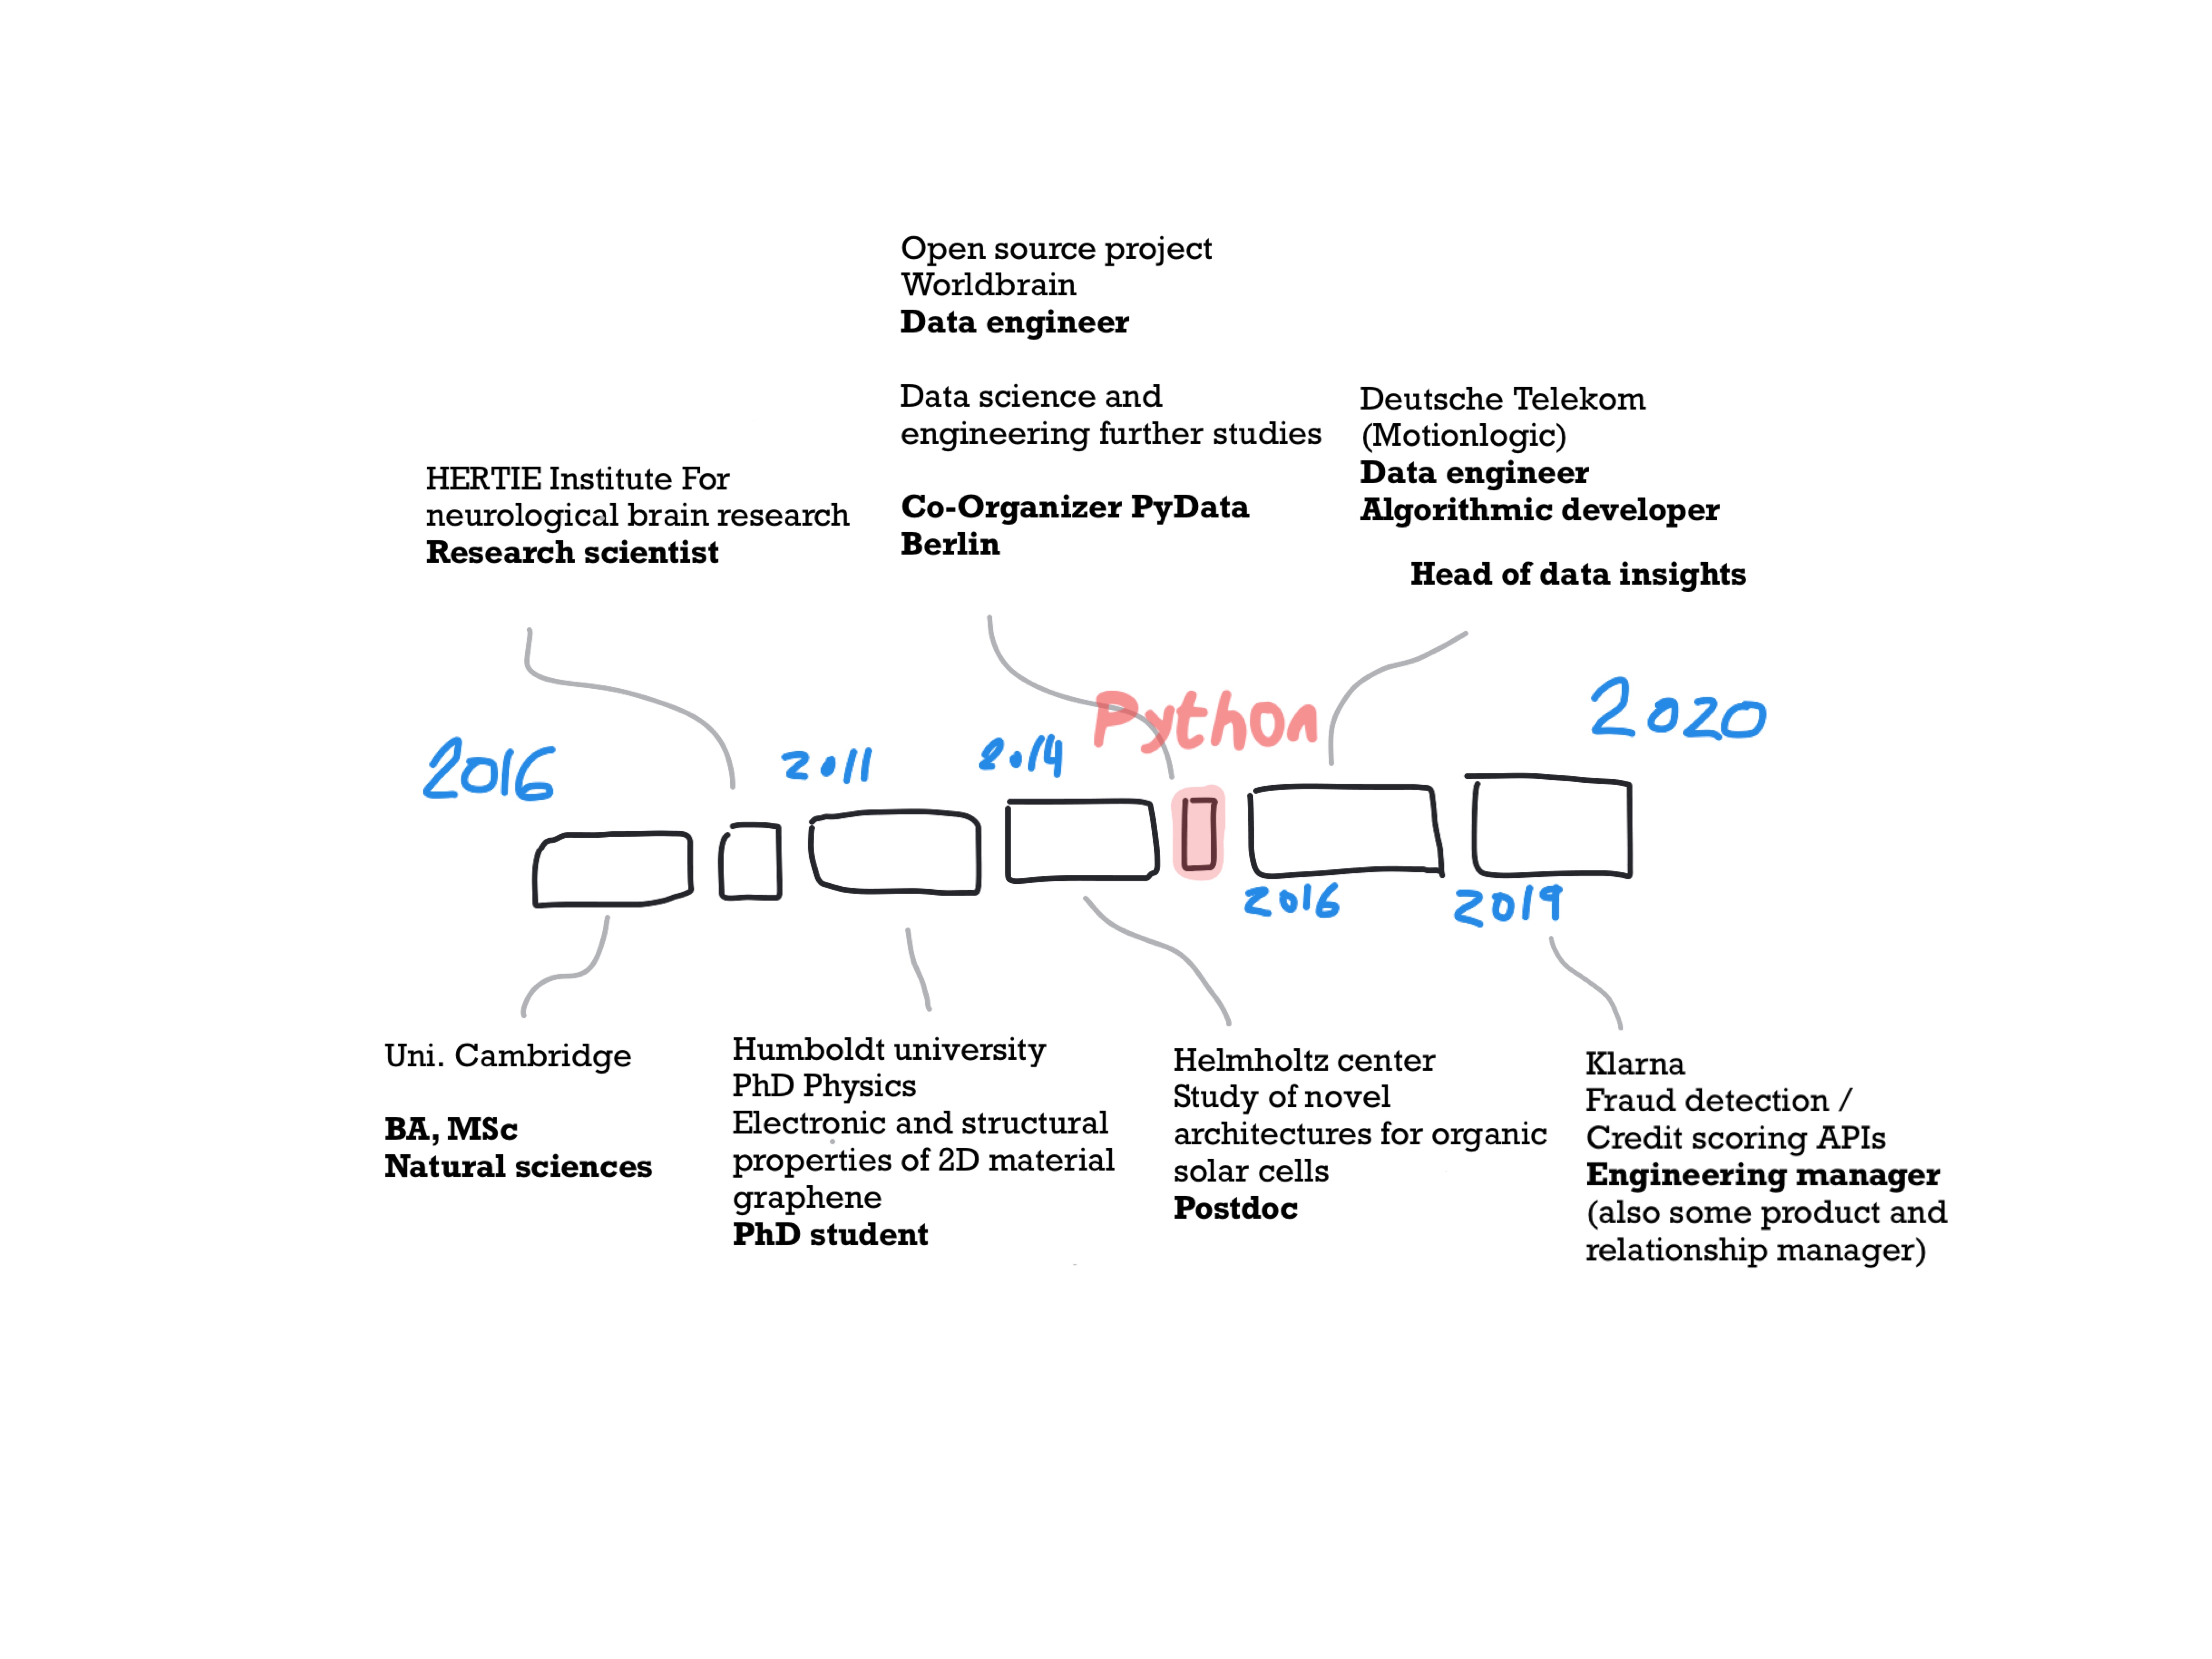 Open source project
Worldbrain
Data engineer
Data science and
engineering further studies
Co-Organizer PyData
Berlin
Deutsche Telekom
(Motionlogic)
Data engineer
Algorithmic developer
Head of data insights
HERTIE Institute For
neurological brain research
Research scientist
2016
2011
2014
Python
2020
2016
2019
Uni. Cambridge
BA, MSc
Natural sciences
Humboldt university
PhD Physics
Electronic and structural
properties of 2D material
graphene
PhD student
Helmholtz center
Study of novel
architectures for organic
solar cells
Postdoc
Klarna
Fraud detection /
Credit scoring APIs
Engineering manager
(also some product and
relationship manager)